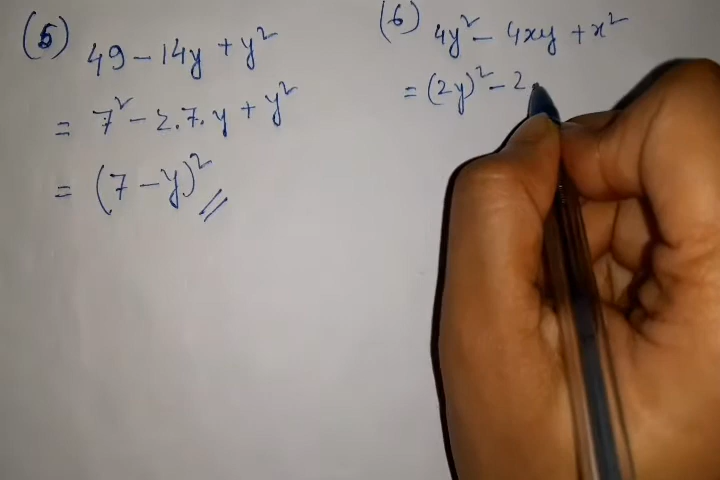 (5) 49 - 14y + y²
= 7² - 2.7.y + y²
= (7 - y)²
(6) 4y² - 4xy + x²
= (2y)² - 2.